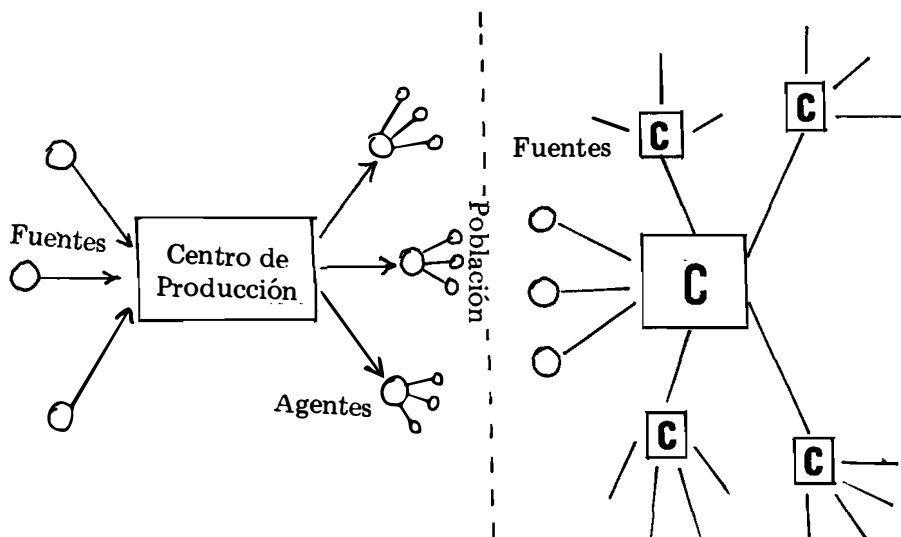 Fuentes
Centro de
Producción
Agentes
Población
Fuentes
C
C
C
C
C